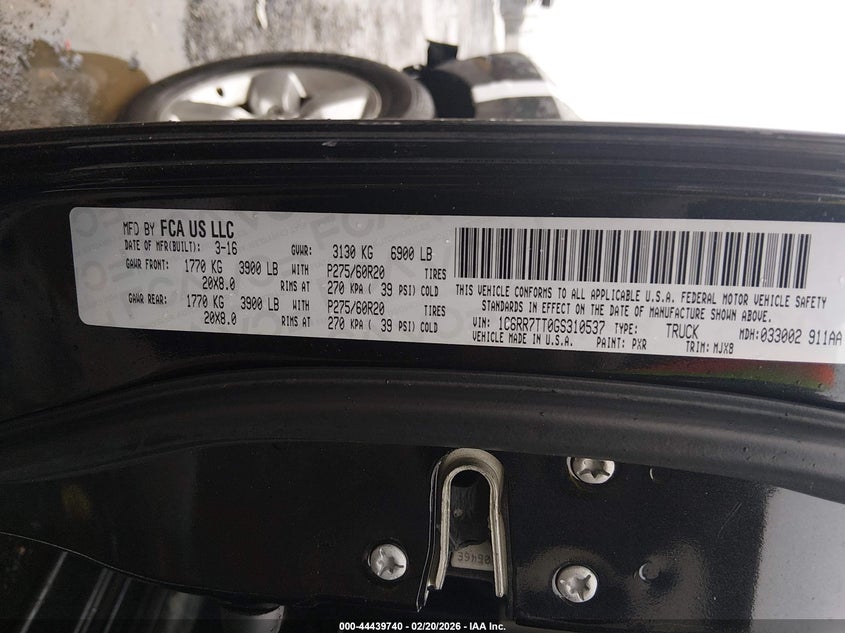 MFD BY FCA US LLC
DATE OF MFR(BUILT): 3-16 GVWR: 3130 KG 6900 LB
GAWR FRONT: 1770 KG 3900 LB WITH P275/60R20 TIRES
20X8.0 RIMS AT 270 KPA ( 39 PSI) COLD
GAWR REAR: 1770 KG 3900 LB WITH P275/60R20 TIRES
20X8.0 RIMS AT 270 KPA ( 39 PSI) COLD
THIS VEHICLE CONFORMS TO ALL APPLICABLE U.S.A. FEDERAL MOTOR VEHICLE SAFETY
STANDARDS IN EFFECT ON THE DATE OF MANUFACTURE SHOWN ABOVE.
VIN: 1C6RR7TT0GS310537 TYPE: TRUCK MDH:033002 911AA
VEHICLE MADE IN U.S.A. PAINT: PXR TRIM: MJX8
000-44439740 - 02/20/2026 - IAA Inc.